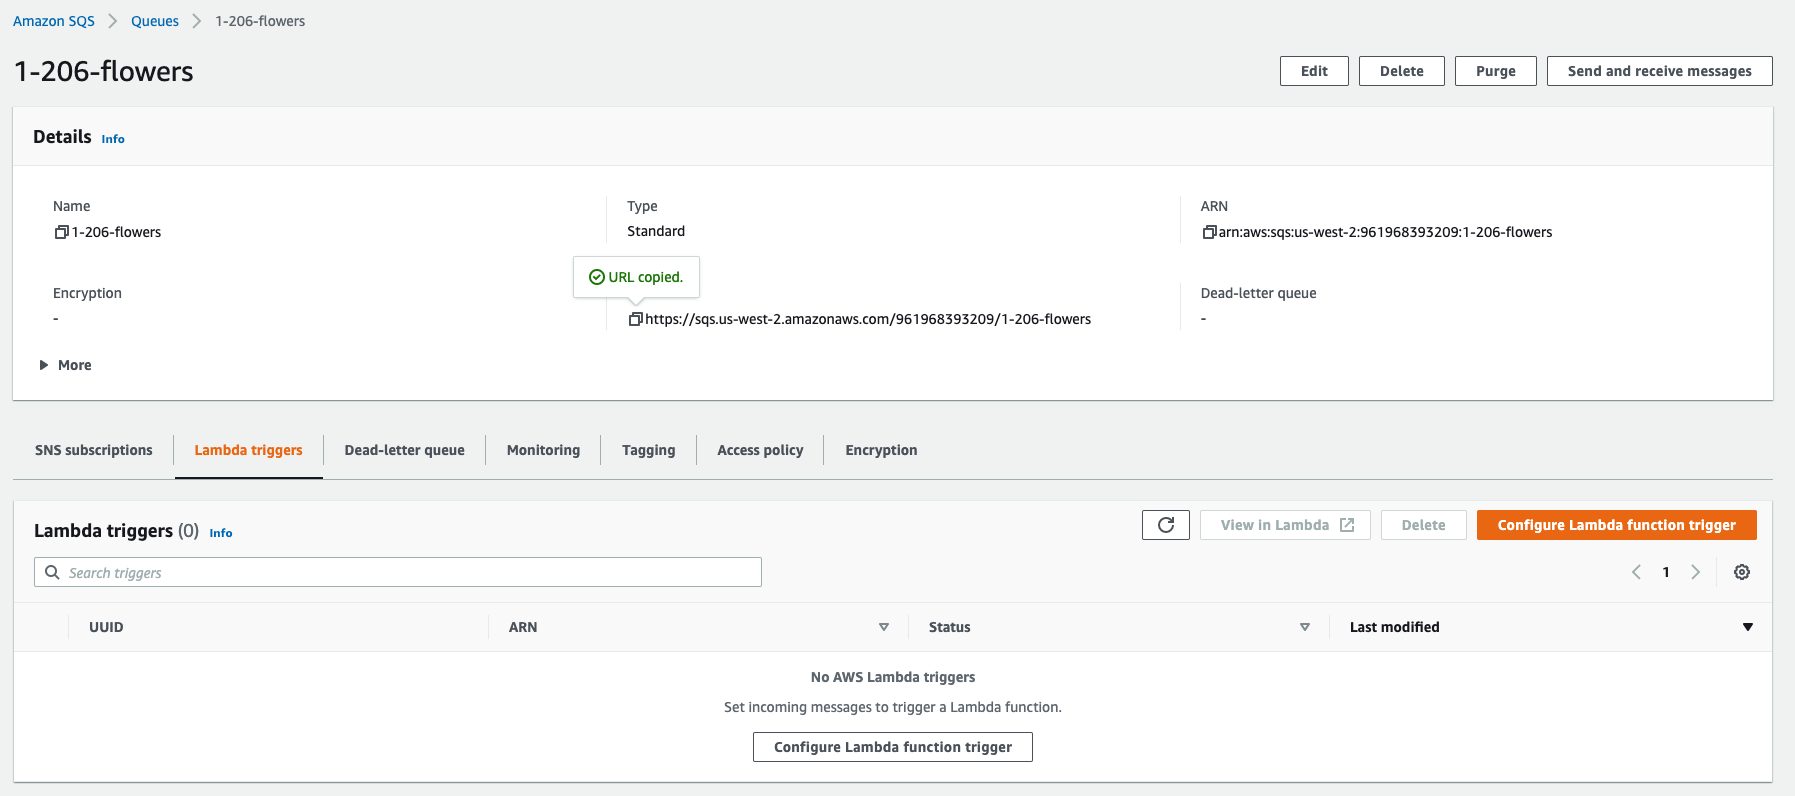 Amazon SQS > Queues > 1-206-flowers
1-206-flowers
Edit
Delete
Purge
Send and receive messages
Details Info
Name
1-206-flowers
Type
Standard
ARN
arn:aws:sqs:us-west-2:961968393209:1-206-flowers
URL copied.
Encryption
-
https://sqs.us-west-2.amazonaws.com/961968393209/1-206-flowers
Dead-letter queue
-
More
SNS subscriptions
Lambda triggers
Dead-letter queue
Monitoring
Tagging
Access policy
Encryption
Lambda triggers (0) Info
View in Lambda
Delete
Configure Lambda function trigger
Search triggers
1
UUID
ARN
Status
Last modified
No AWS Lambda triggers
Set incoming messages to trigger a Lambda function.
Configure Lambda function trigger